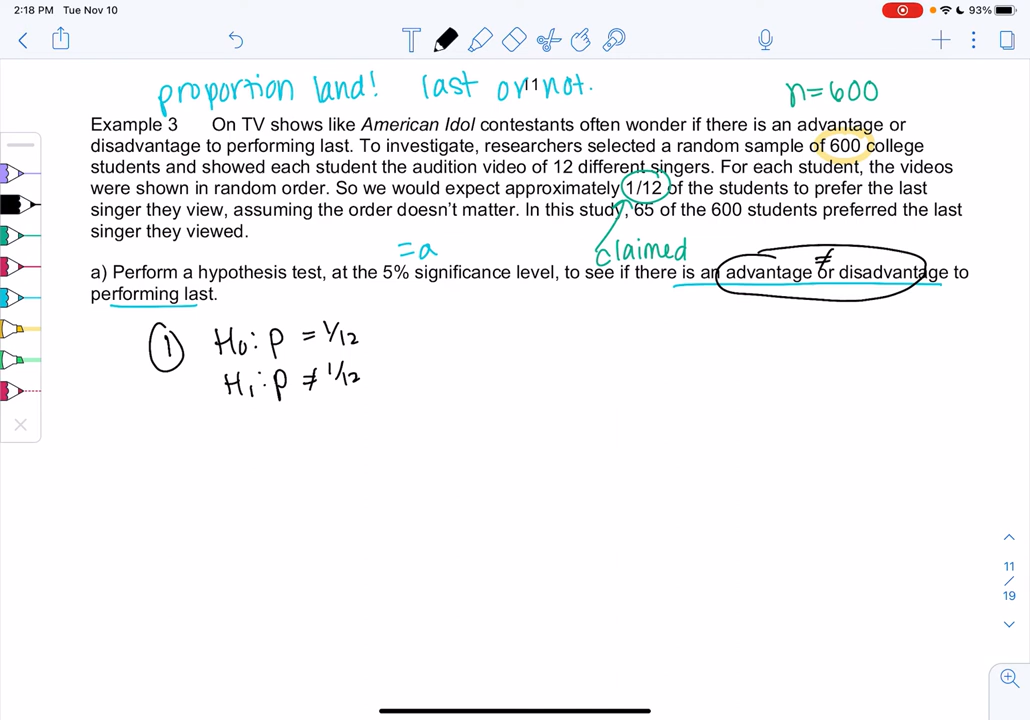 2:18 PM Tue Nov 10
93%
T
proportion land! last or not.
11
n=600
Example 3 On TV shows like American Idol contestants often wonder if there is an advantage or
disadvantage to performing last. To investigate, researchers selected a random sample of 600 college
students and showed each student the audition video of 12 different singers. For each student, the videos
were shown in random order. So we would expect approximately 1/12 of the students to prefer the last
singer they view, assuming the order doesn't matter. In this study, 65 of the 600 students preferred the last
singer they viewed.
=a
claimed
≠
a) Perform a hypothesis test, at the 5% significance level, to see if there is an advantage or disadvantage to
performing last.
① H₀: p = 1/12
H₁: p ≠ 1/12
11
/
19